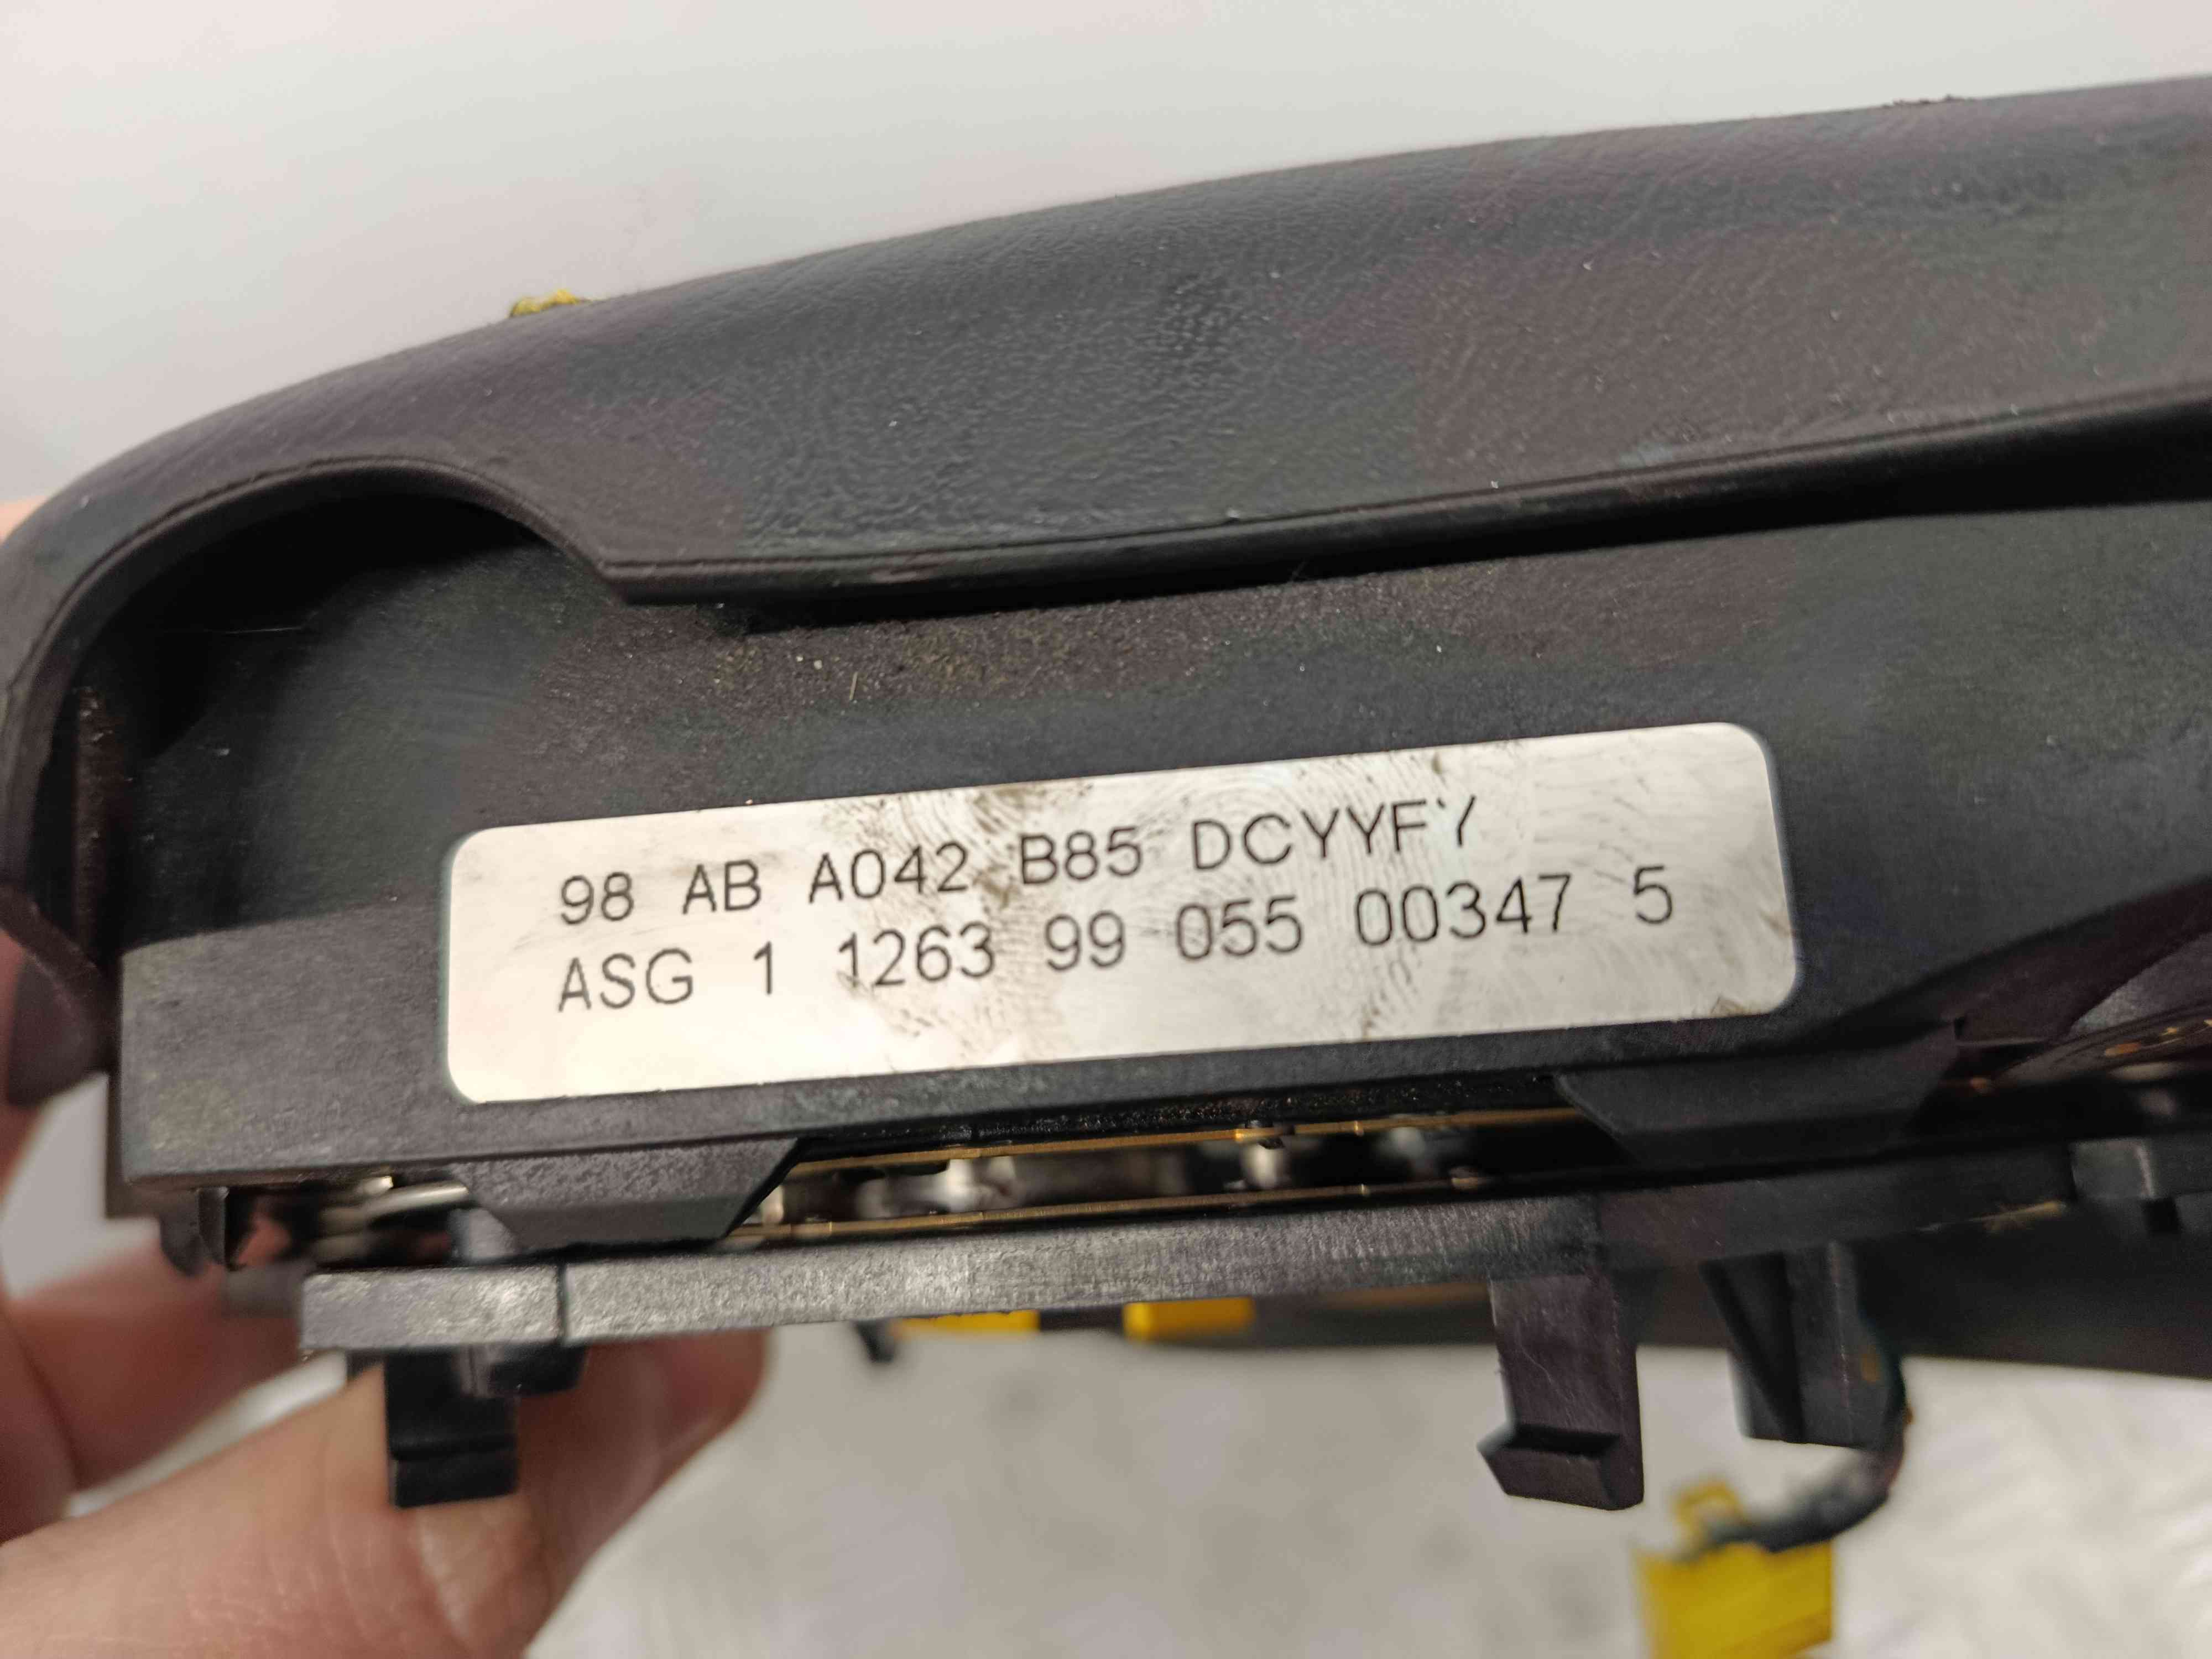 98 AB A042 B85 DCYYFY
ASG 1 1263 99 055 00347 5